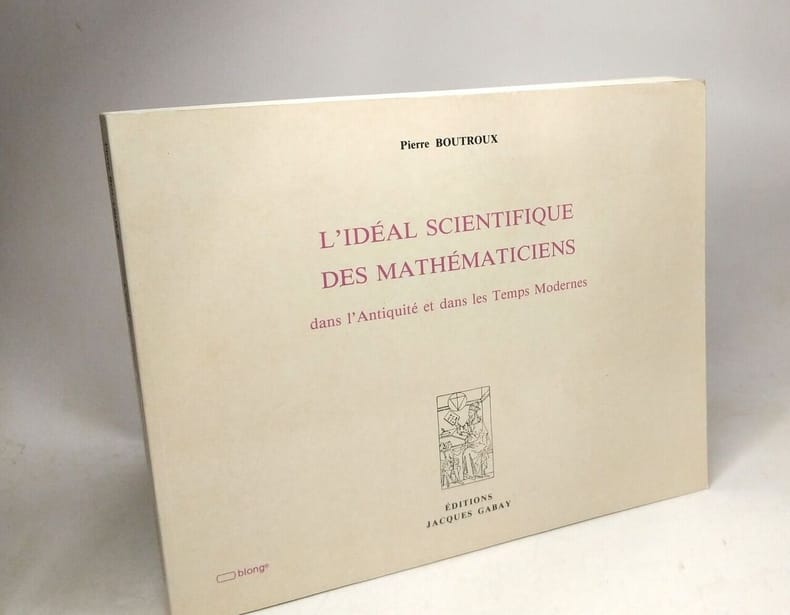 Pierre BOUTROUX
L'IDÉAL SCIENTIFIQUE
DES MATHÉMATICIENS
dans l'Antiquité et dans les Temps Modernes
ÉDITIONS
JACQUES GABAY
blong®